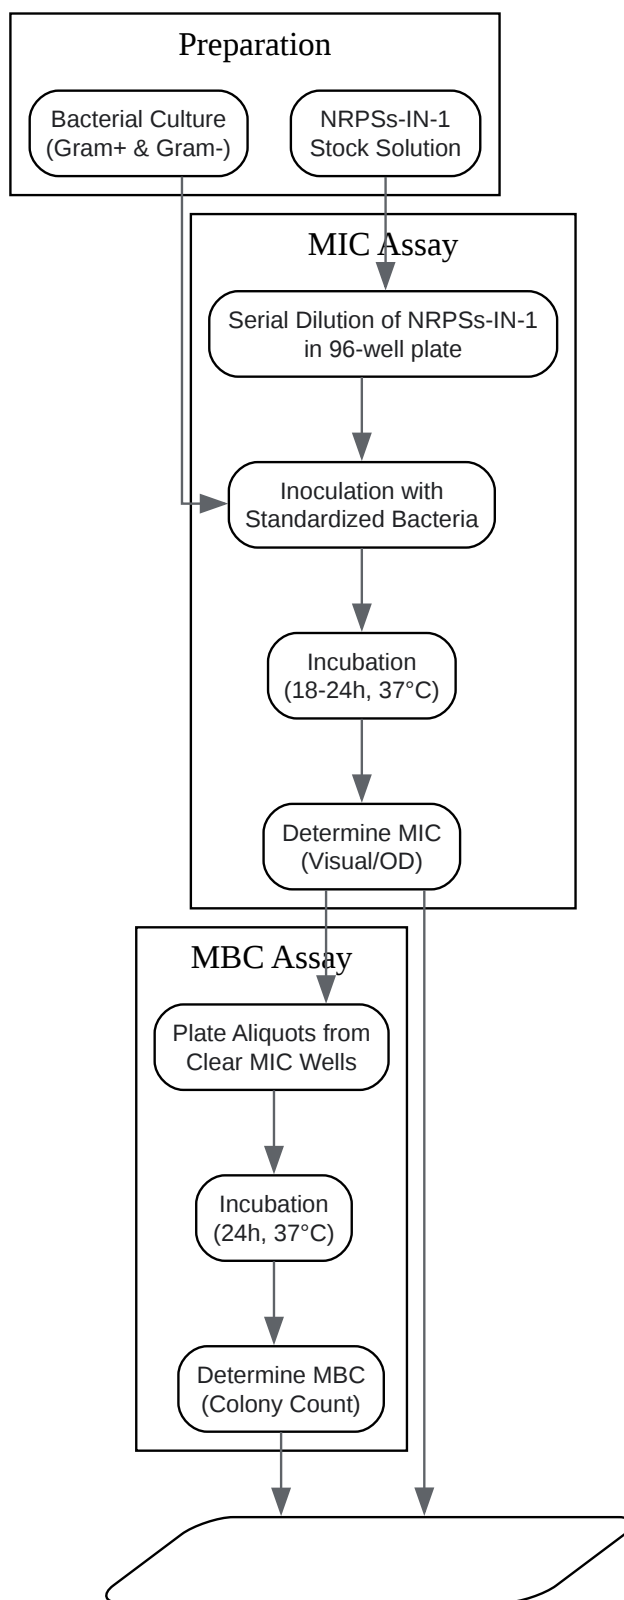 Preparation
Bacterial Culture
(Gram+ & Gram-)
NRPSs-IN-1
Stock Solution
MIC Assay
Serial Dilution of NRPSs-IN-1
in 96-well plate
Inoculation with
Standardized Bacteria
Incubation
(18-24h, 37°C)
Determine MIC
(Visual/OD)
MBC Assay
Plate Aliquots from
Clear MIC Wells
Incubation
(24h, 37°C)
Determine MBC
(Colony Count)